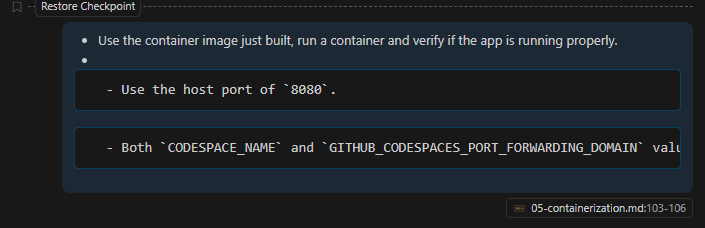 Restore Checkpoint
• Use the container image just built, run a container and verify if the app is running properly.
•
- Use the host port of `8080`.
- Both `CODESPACE_NAME` and `GITHUB_CODESPACES_PORT_FORWARDING_DOMAIN` valu
05-containerization.md:103-106